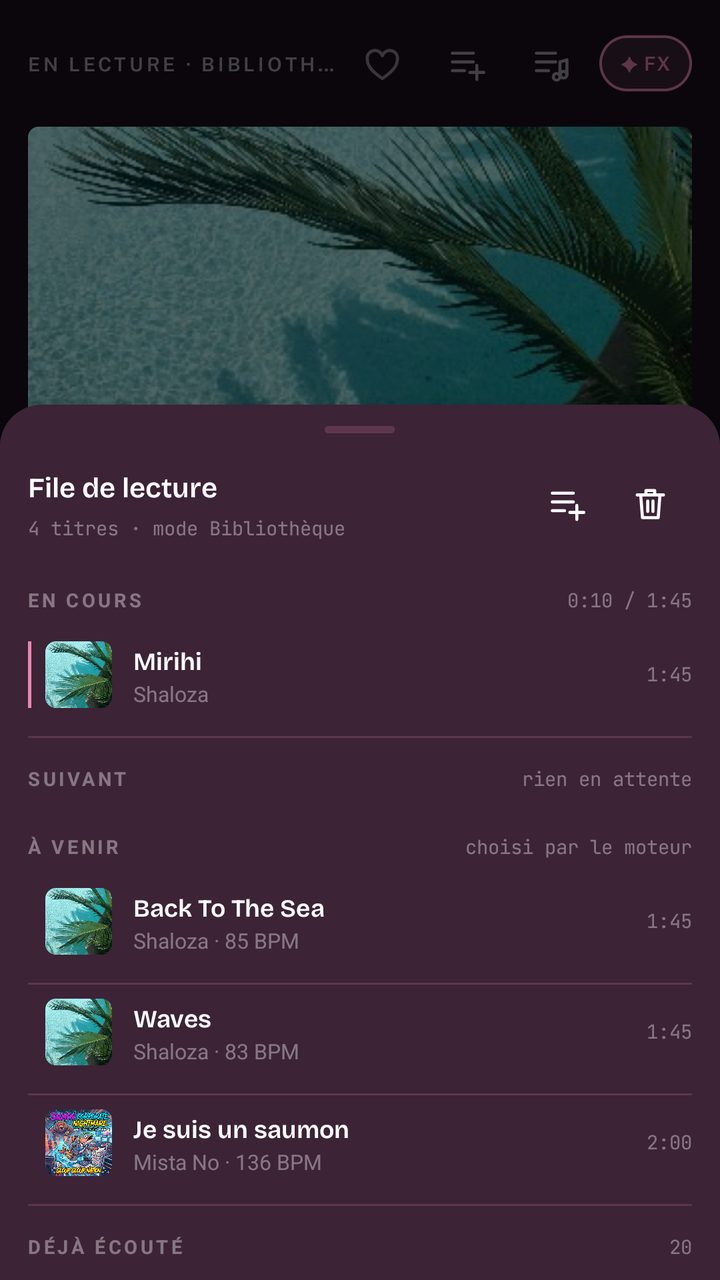 EN LECTURE · BIBLIOTH…
FX
File de lecture
4 titres · mode Bibliothèque
EN COURS
0:10 / 1:45
Mirihi
Shaloza
1:45
SUIVANT
rien en attente
À VENIR
choisi par le moteur
Back To The Sea
Shaloza · 85 BPM
1:45
Waves
Shaloza · 83 BPM
1:45
NIGHTMARE
Je suis un saumon
Mista No · 136 BPM
2:00
DÉJÀ ÉCOUTÉ
20